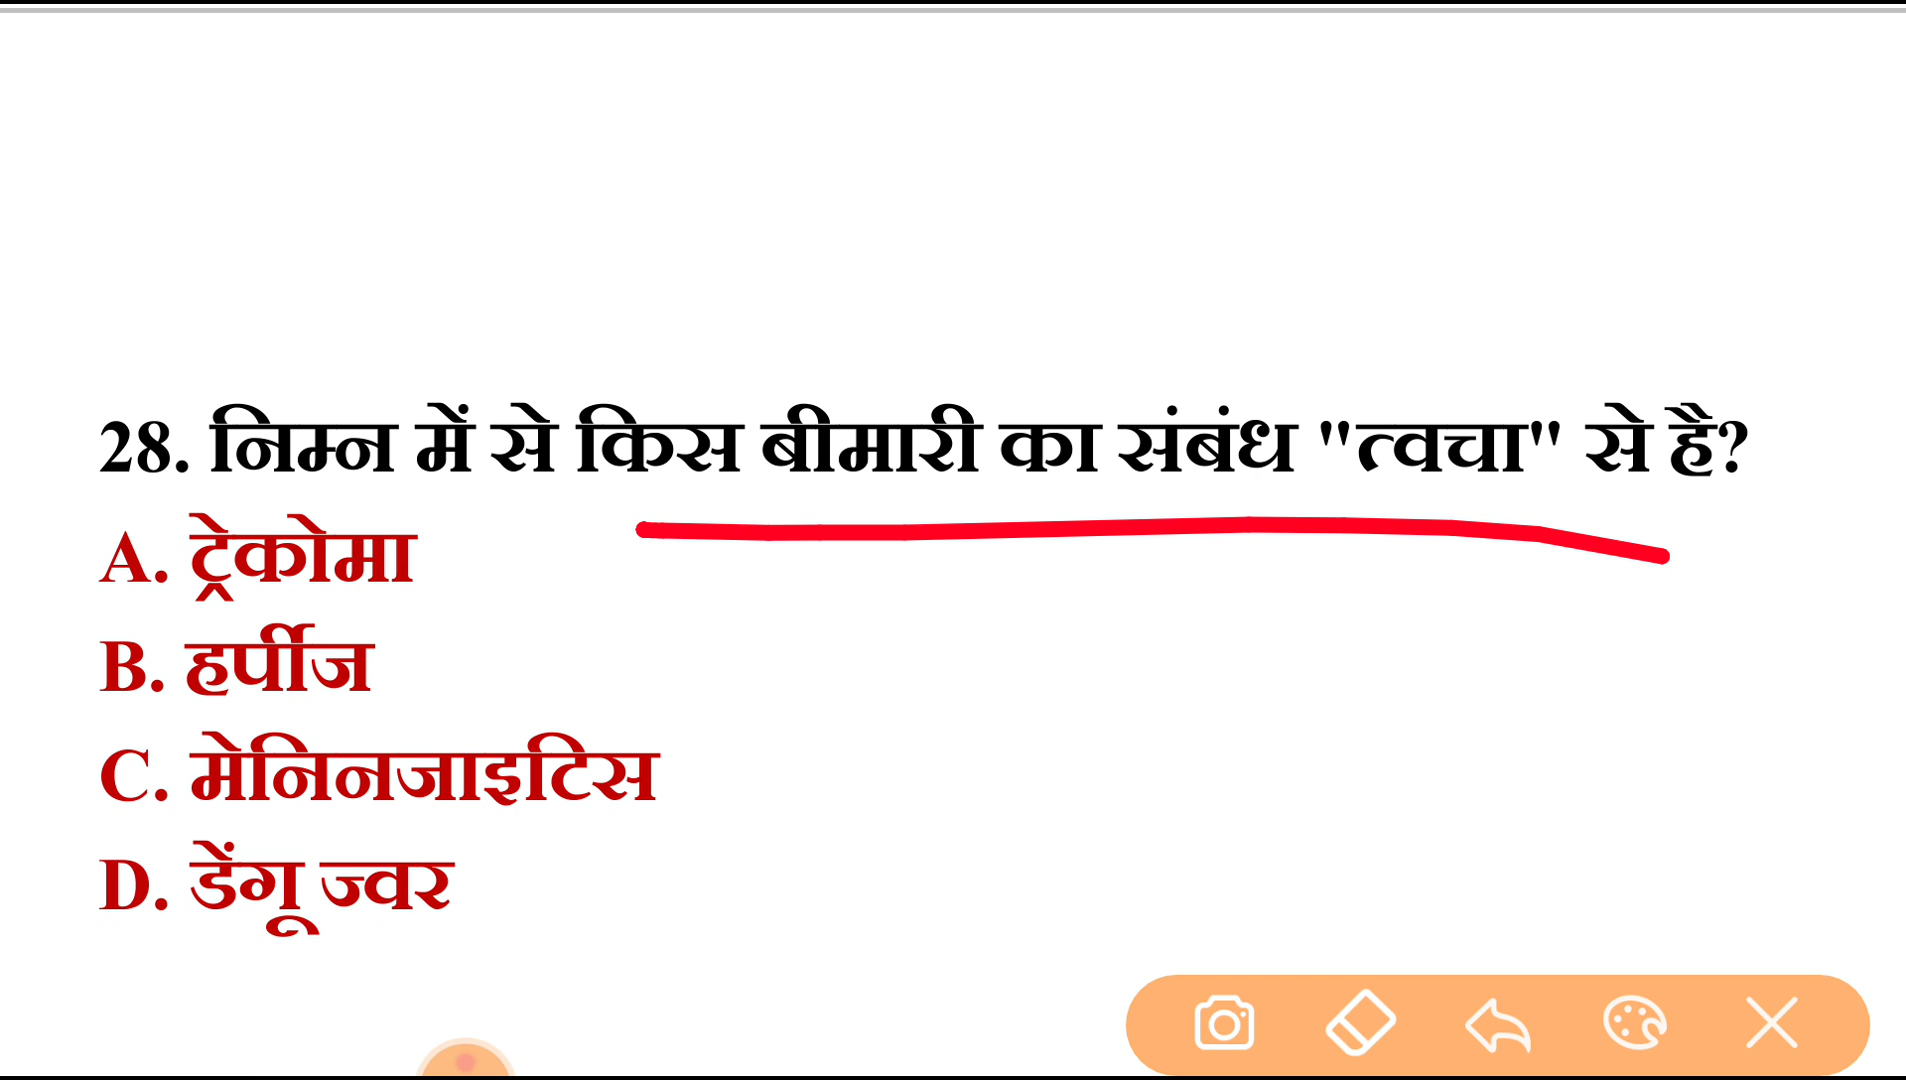 28. निम्न में से किस बीमारी का संबंध "त्वचा" से है?
A. ट्रेकोमा
B. हर्पीज
C. मेनिनजाइटिस
D. डेंगू ज्वर